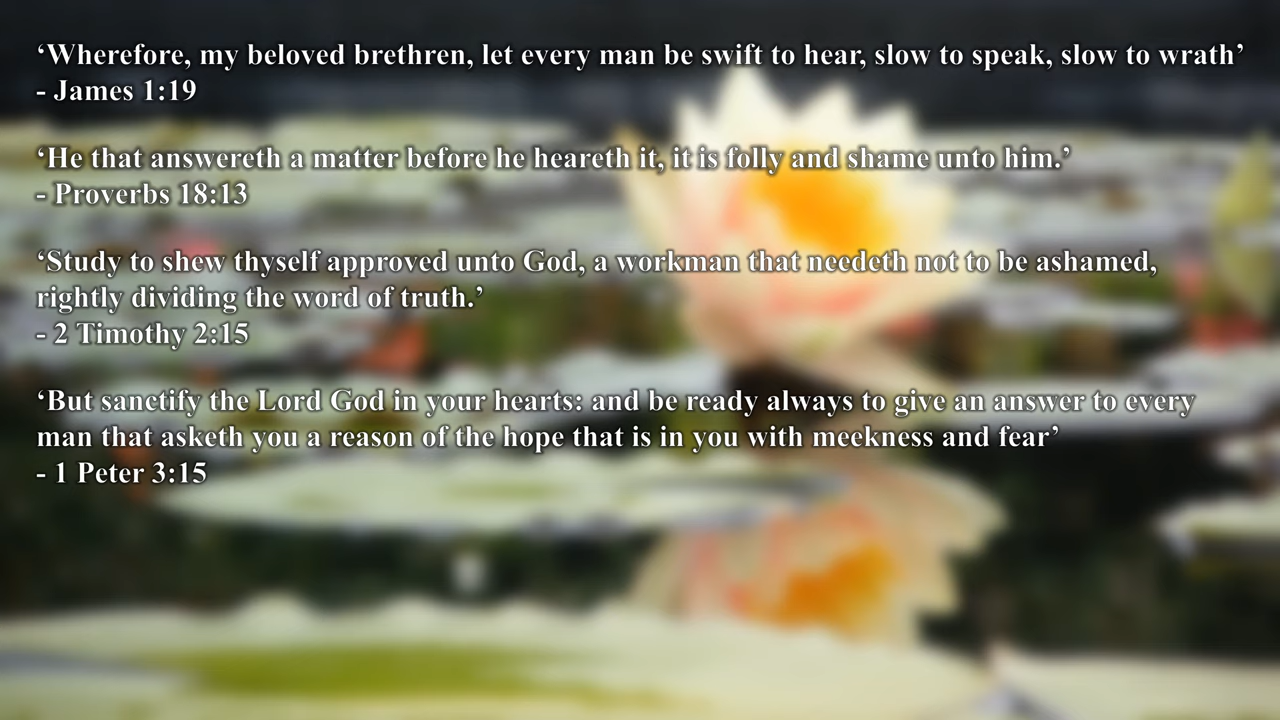 ‘Wherefore, my beloved brethren, let every man be swift to hear, slow to speak, slow to wrath’
- James 1:19
‘He that answereth a matter before he heareth it, it is folly and shame unto him.’
- Proverbs 18:13
‘Study to shew thyself approved unto God, a workman that needeth not to be ashamed,
rightly dividing the word of truth.’
- 2 Timothy 2:15
‘But sanctify the Lord God in your hearts: and be ready always to give an answer to every
man that asketh you a reason of the hope that is in you with meekness and fear’
- 1 Peter 3:15